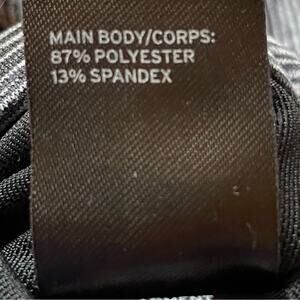 MAIN BODY/CORPS:
87% POLYESTER
13% SPANDEX